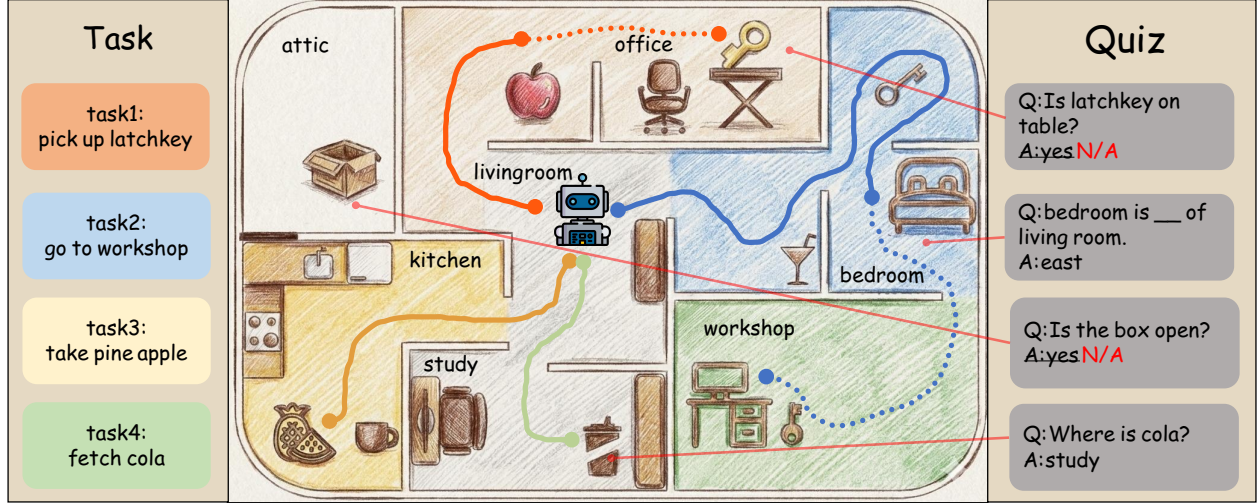 Task
task1:
pick up latchkey
task2:
go to workshop
task3:
take pine apple
task4:
fetch cola
attic
office
livingroom
kitchen
bedroom
workshop
study
Quiz
Q:Is latchkey on
table?
A:yes N/A
Q:bedroom is __ of
living room.
A:east
Q:Is the box open?
A:yes N/A
Q:Where is cola?
A:study